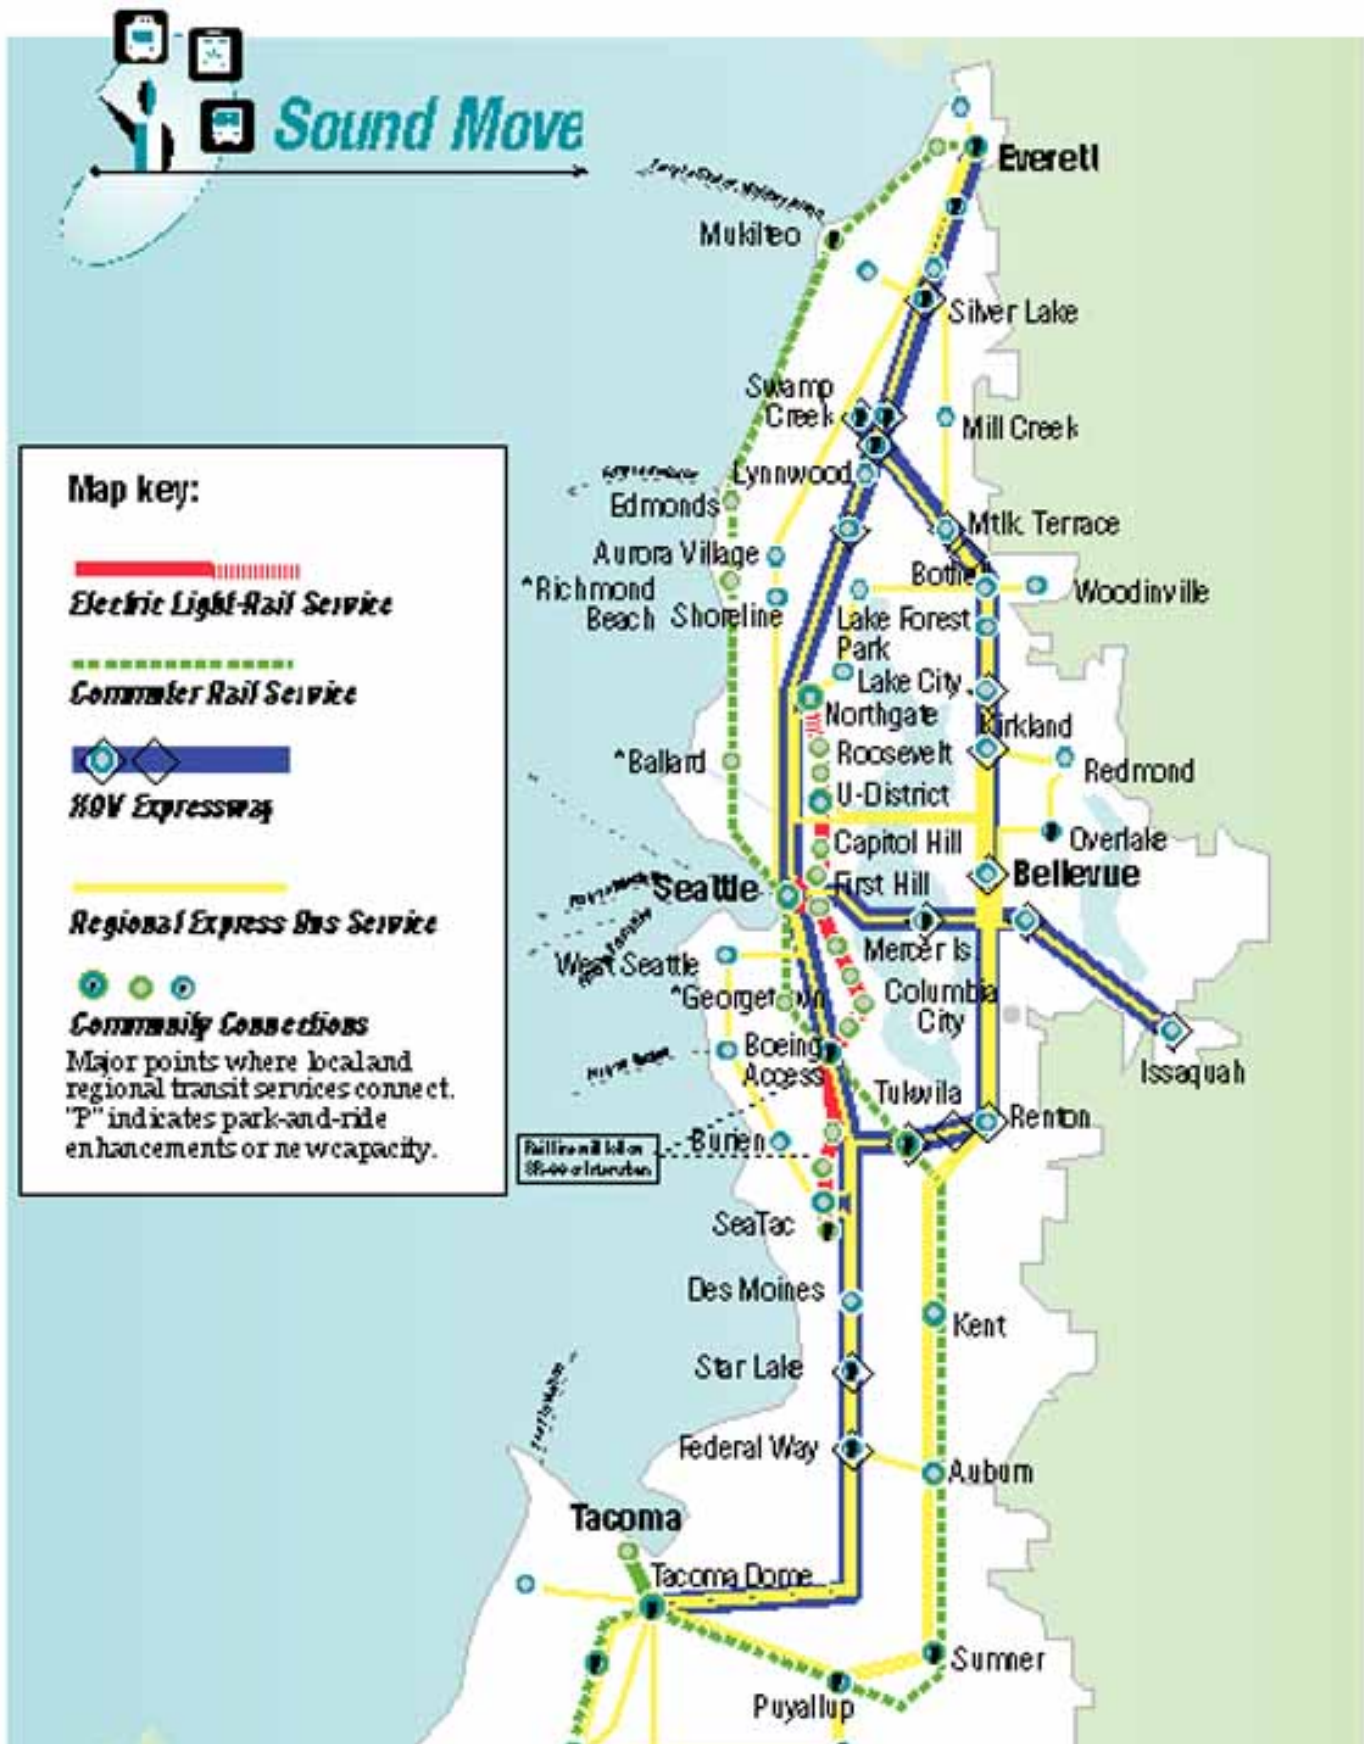 Sound Move
Everett
Mukilteo
Silver Lake
Swamp
Creek
Mill Creek
Lynnwood
Edmonds
Mtlk. Terrace
Aurora Village
Bothell
^Richmond
Beach
Woodinville
Shoreline
Lake Forest
Park
Lake City
Northgate
Kirkland
Roosevelt
^Ballard
Redmond
U-District
Overlake
Capitol Hill
First Hill
Seattle
Bellevue
Mercer Is.
West Seattle
^Georgetown
Columbia
City
Boeing
Access
Issaquah
Tukwila
Renton
Burien
SeaTac
Des Moines
Kent
Star Lake
Federal Way
Auburn
Tacoma
Tacoma Dome
Sumner
Puyallup
Map key:
Electric Light-Rail Service
Commuter Rail Service
HOV Expressway
Regional Express Bus Service
Community Connections
Major points where local and
regional transit services connect.
"P" indicates park-and-ride
enhancements or new capacity.
Rail line will follow